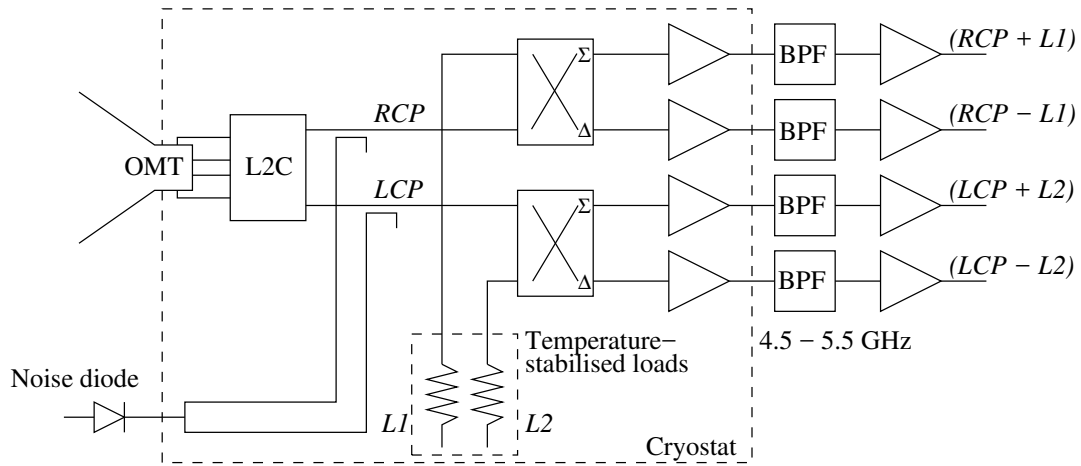 (RCP + L1)
BPF
Σ
RCP
(RCP − L1)
BPF
Δ
OMT
L2C
LCP
(LCP + L2)
BPF
Σ
(LCP − L2)
BPF
Δ
Temperature−
stabilised loads
4.5 − 5.5 GHz
Noise diode
L1
L2
Cryostat